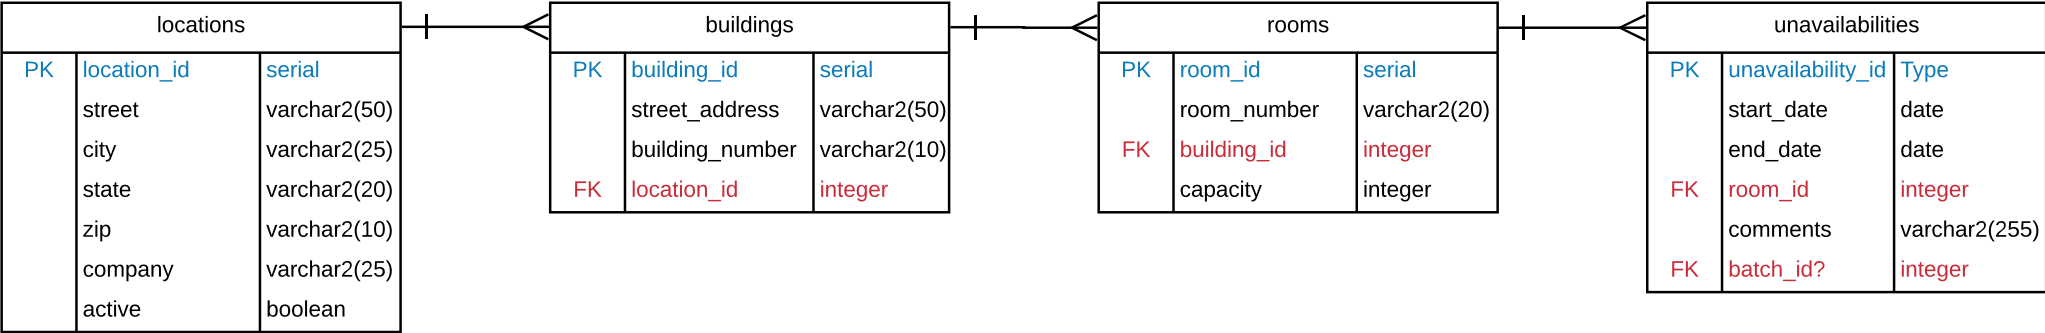 locations
PK location_id serial
street varchar2(50)
city varchar2(25)
state varchar2(20)
zip varchar2(10)
company varchar2(25)
active boolean
buildings
PK building_id serial
street_address varchar2(50)
building_number varchar2(10)
FK location_id integer
rooms
PK room_id serial
room_number varchar2(20)
FK building_id integer
capacity integer
unavailabilities
PK unavailability_id Type
start_date date
end_date date
FK room_id integer
comments varchar2(255)
FK batch_id? integer